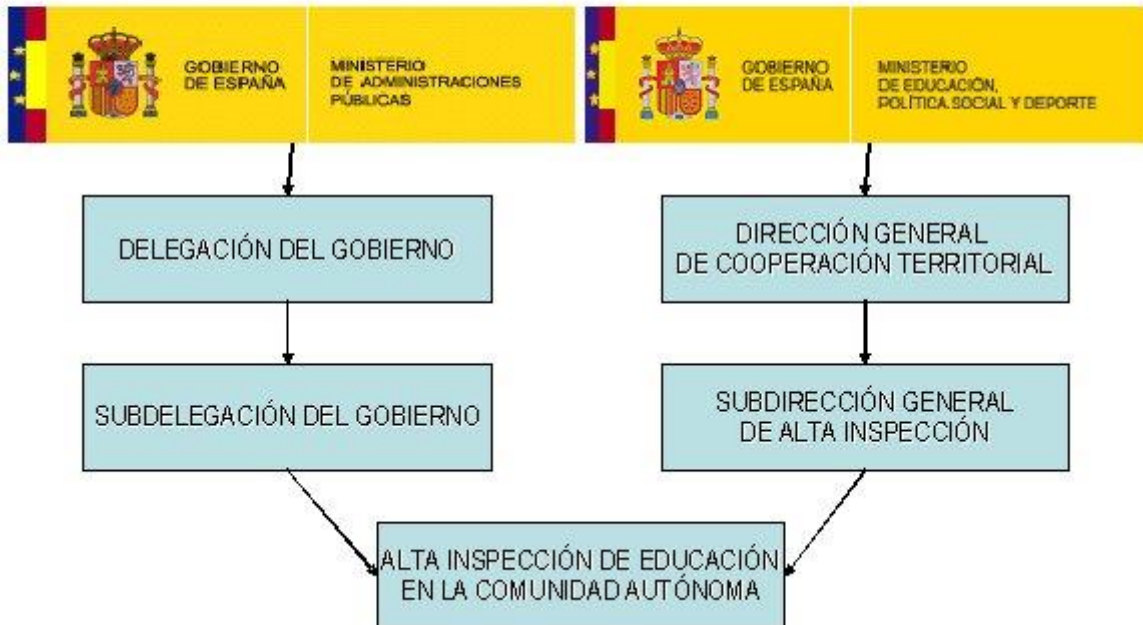 GOBIERNO
DE ESPAÑA
MINISTERIO
DE ADMINISTRACIONES
PÚBLICAS
GOBIERNO
DE ESPAÑA
MINISTERIO
DE EDUCACIÓN,
POLÍTICA SOCIAL Y DEPORTE
DELEGACIÓN DEL GOBIERNO
DIRECCIÓN GENERAL
DE COOPERACIÓN TERRITORIAL
SUBDELEGACIÓN DEL GOBIERNO
SUBDIRECCIÓN GENERAL
DE ALTA INSPECCIÓN
ALTA INSPECCIÓN DE EDUCACIÓN
EN LA COMUNIDAD AUTÓNOMA